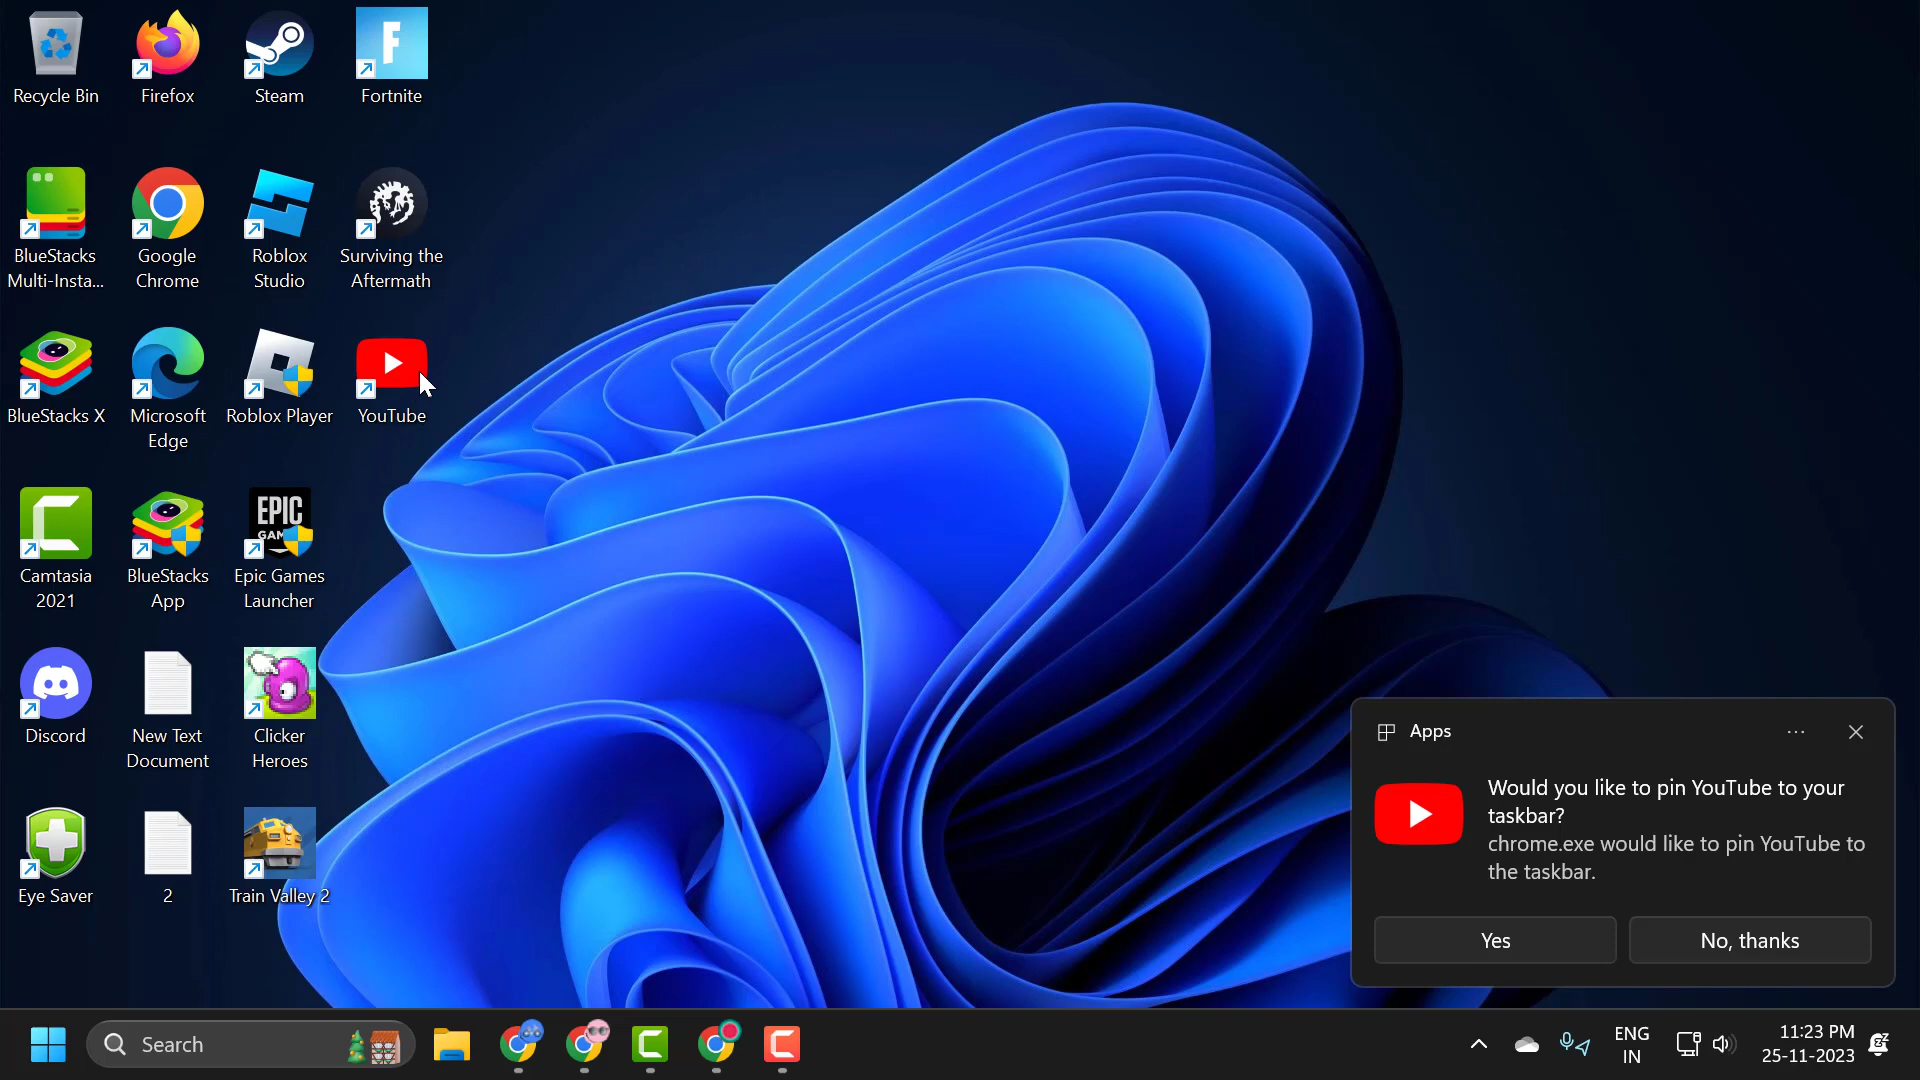 Recycle Bin
Firefox
Steam
F
Fortnite
BlueStacks
Multi-Insta...
Google
Chrome
Roblox
Studio
Surviving the
Aftermath
BlueStacks X
Microsoft
Edge
Roblox Player
YouTube
Camtasia
2021
BlueStacks
App
EPIC
GAM
Epic Games
Launcher
Discord
New Text
Document
Clicker
Heroes
Eye Saver
2
Train Valley 2
Apps
Would you like to pin YouTube to your
taskbar?
chrome.exe would like to pin YouTube to
the taskbar.
Yes
No, thanks
Search
ENG
IN
11:23 PM
25-11-2023